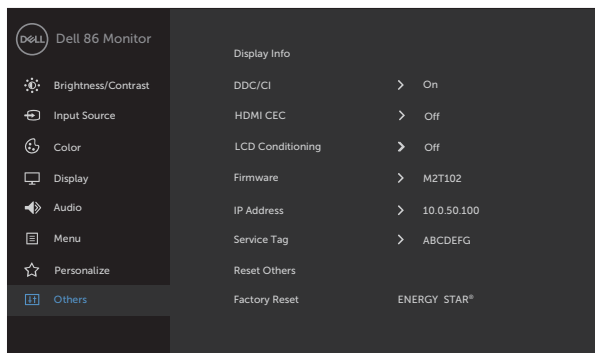 DELL Dell 86 Monitor
Brightness/Contrast
Input Source
Color
Display
Audio
Menu
Personalize
Others
Display Info
DDC/CI > On
HDMI CEC > Off
LCD Conditioning > Off
Firmware > M2T102
IP Address > 10.0.50.100
Service Tag > ABCDEFG
Reset Others
Factory Reset ENERGY STAR®